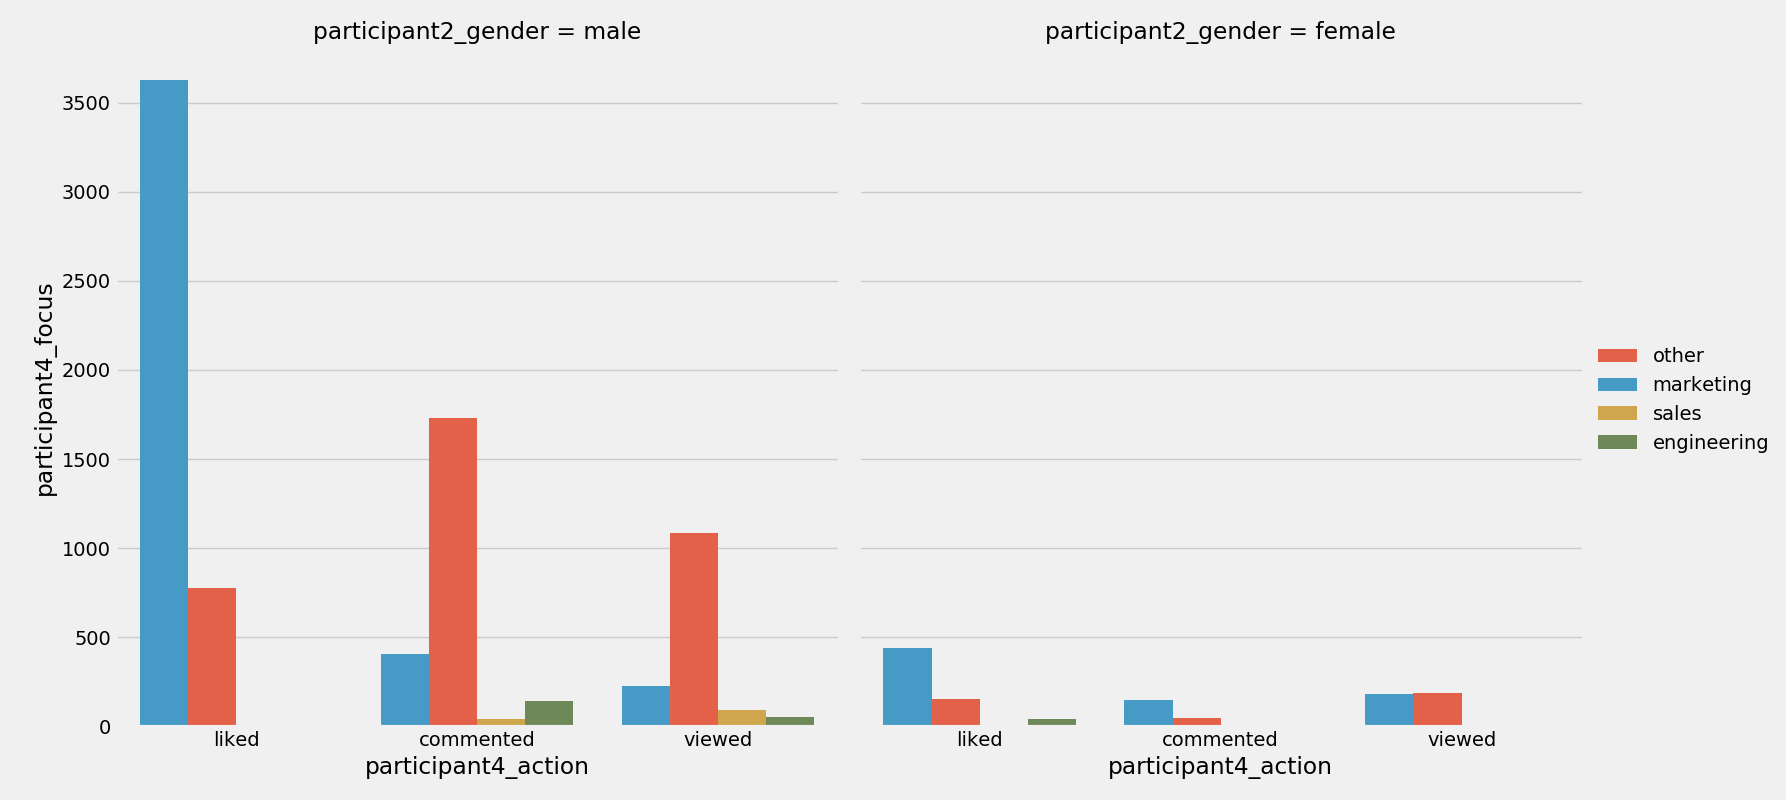 participant2_gender = male
participant2_gender = female
participant4_focus
3500
3000
2500
2000
1500
1000
500
0
liked
commented
viewed
participant4_action
liked
commented
viewed
participant4_action
other
marketing
sales
engineering